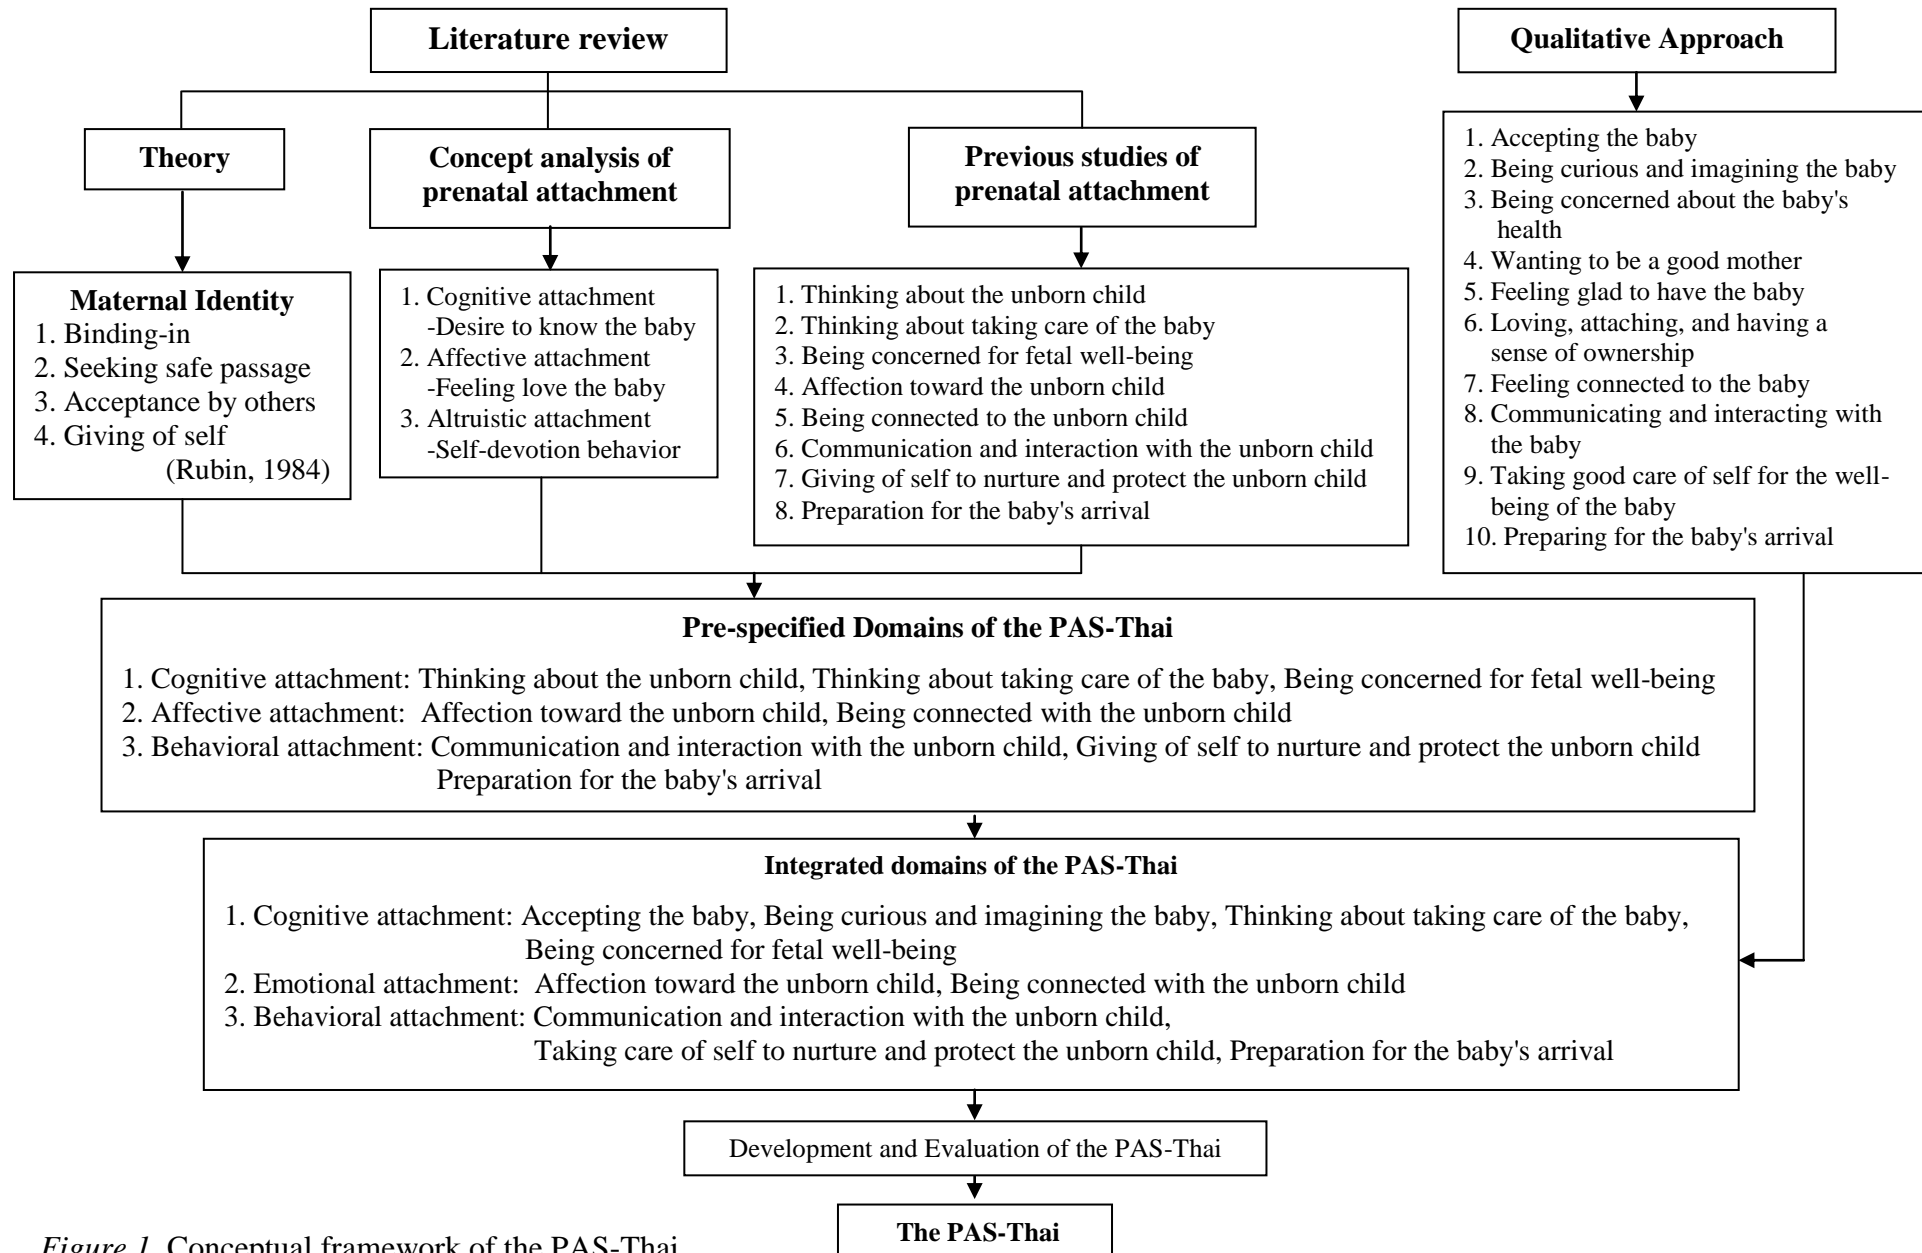 Literature review
Qualitative Approach
Theory
Concept analysis of
prenatal attachment
Previous studies of
prenatal attachment
Maternal Identity
1. Binding-in
2. Seeking safe passage
3. Acceptance by others
4. Giving of self
(Rubin, 1984)
1. Cognitive attachment
-Desire to know the baby
2. Affective attachment
-Feeling love the baby
3. Altruistic attachment
-Self-devotion behavior
1. Thinking about the unborn child
2. Thinking about taking care of the baby
3. Being concerned for fetal well-being
4. Affection toward the unborn child
5. Being connected to the unborn child
6. Communication and interaction with the unborn child
7. Giving of self to nurture and protect the unborn child
8. Preparation for the baby's arrival
1. Accepting the baby
2. Being curious and imagining the baby
3. Being concerned about the baby's
health
4. Wanting to be a good mother
5. Feeling glad to have the baby
6. Loving, attaching, and having a
sense of ownership
7. Feeling connected to the baby
8. Communicating and interacting with
the baby
9. Taking good care of self for the well-
being of the baby
10. Preparing for the baby's arrival
Pre-specified Domains of the PAS-Thai
1. Cognitive attachment: Thinking about the unborn child, Thinking about taking care of the baby, Being concerned for fetal well-being
2. Affective attachment: Affection toward the unborn child, Being connected with the unborn child
3. Behavioral attachment: Communication and interaction with the unborn child, Giving of self to nurture and protect the unborn child
Preparation for the baby's arrival
Integrated domains of the PAS-Thai
1. Cognitive attachment: Accepting the baby, Being curious and imagining the baby, Thinking about taking care of the baby,
Being concerned for fetal well-being
2. Emotional attachment: Affection toward the unborn child, Being connected with the unborn child
3. Behavioral attachment: Communication and interaction with the unborn child,
Taking care of self to nurture and protect the unborn child, Preparation for the baby's arrival
Development and Evaluation of the PAS-Thai
The PAS-Thai
Figure 1. Conceptual framework of the PAS-Thai